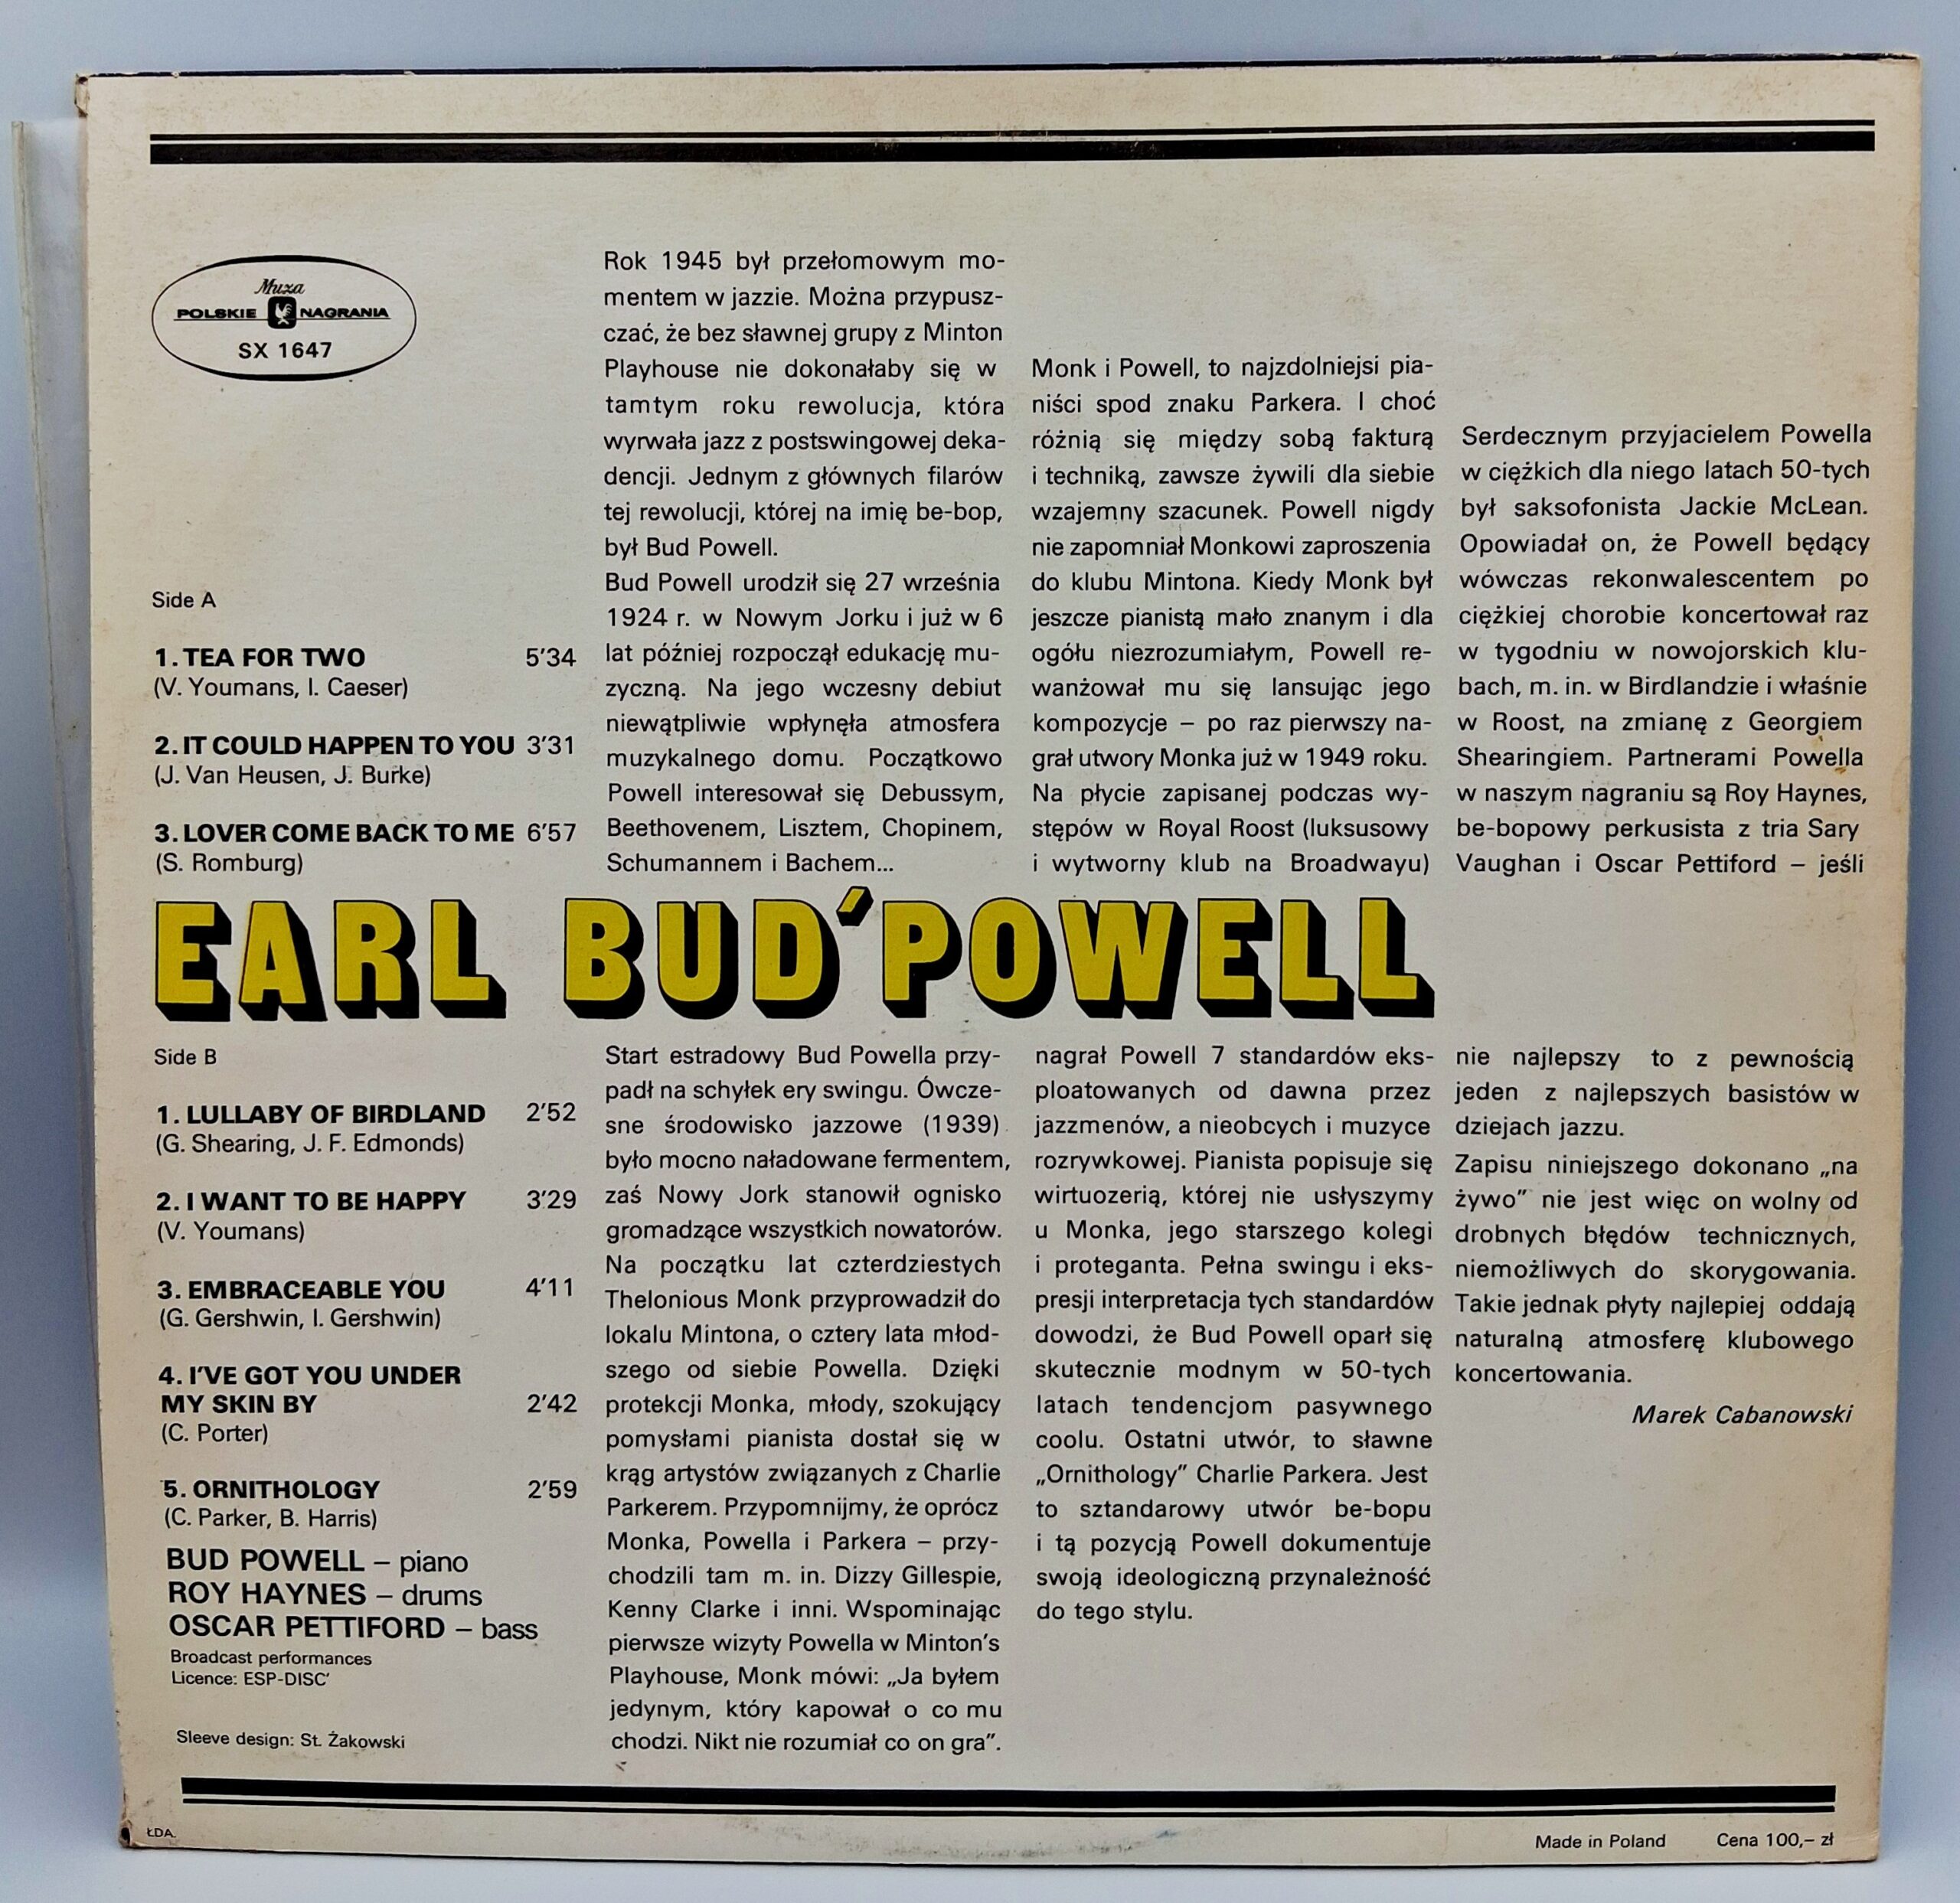 Muza
POLSKIE NAGRANIA
SX 1647
Side A
1. TEA FOR TWO 5'34
(V. Youmans, I. Caeser)
2. IT COULD HAPPEN TO YOU 3'31
(J. Van Heusen, J. Burke)
3. LOVER COME BACK TO ME 6'57
(S. Romburg)
Rok 1945 był przełomowym mo-
mentem w jazzie. Można przypusz-
czać, że bez sławnej grupy z Minton
Playhouse nie dokonałaby się w
tamtym roku rewolucja, która
wyrwała jazz z postswingowej deka-
dencji. Jednym z głównych filarów
tej rewolucji, której na imię be-bop,
był Bud Powell.
Bud Powell urodził się 27 września
1924 r. w Nowym Jorku i już w 6
lat później rozpoczął edukację mu-
zyczną. Na jego wczesny debiut
niewątpliwie wpłynęła atmosfera
muzykalnego domu. Początkowo
Powell interesował się Debussym,
Beethovenem, Lisztem, Chopinem,
Schumannem i Bachem...
Monk i Powell, to najzdolniejsi pia-
niści spod znaku Parkera. I choć
różnią się między sobą fakturą
i techniką, zawsze żywili dla siebie
wzajemny szacunek. Powell nigdy
nie zapomniał Monkowi zaproszenia
do klubu Mintona. Kiedy Monk był
jeszcze pianistą mało znanym i dla
ogółu niezrozumiałym, Powell re-
wanżował mu się lansując jego
kompozycje – po raz pierwszy na-
grał utwory Monka już w 1949 roku.
Na płycie zapisanej podczas wy-
stępów w Royal Roost (luksusowy
i wytworny klub na Broadwayu)
Serdecznym przyjacielem Powella
w ciężkich dla niego latach 50-tych
był saksofonista Jackie McLean.
Opowiadał on, że Powell będący
wówczas rekonwalescentem po
ciężkiej chorobie koncertował raz
w tygodniu w nowojorskich klu-
bach, m. in. w Birdlandzie i właśnie
w Roost, na zmianę z Georgiem
Shearingiem. Partnerami Powella
w naszym nagraniu są Roy Haynes,
be-bopowy perkusista z tria Sary
Vaughan i Oscar Pettiford – jeśli
EARL BUD'POWELL
Side B
1. LULLABY OF BIRDLAND 2'52
(G. Shearing, J. F. Edmonds)
2. I WANT TO BE HAPPY 3'29
(V. Youmans)
3. EMBRACEABLE YOU 4'11
(G. Gershwin, I. Gershwin)
4. I'VE GOT YOU UNDER
MY SKIN BY 2'42
(C. Porter)
5. ORNITHOLOGY 2'59
(C. Parker, B. Harris)
BUD POWELL – piano
ROY HAYNES – drums
OSCAR PETTIFORD – bass
Broadcast performances
Licence: ESP-DISC'
Sleeve design: St. Żakowski
Start estradowy Bud Powella przy-
padł na schyłek ery swingu. Ówcze-
sne środowisko jazzowe (1939)
było mocno naładowane fermentem,
zaś Nowy Jork stanowił ognisko
gromadzące wszystkich nowatorów.
Na początku lat czterdziestych
Thelonious Monk przyprowadził do
lokalu Mintona, o cztery lata młod-
szego od siebie Powella. Dzięki
protekcji Monka, młody, szokujący
pomysłami pianista dostał się w
krąg artystów związanych z Charlie
Parkerem. Przypomnijmy, że oprócz
Monka, Powella i Parkera – przy-
chodzili tam m. in. Dizzy Gillespie,
Kenny Clarke i inni. Wspominając
pierwsze wizyty Powella w Minton's
Playhouse, Monk mówi: „Ja byłem
jedynym, który kapował o co mu
chodzi. Nikt nie rozumiał co on gra”.
nagrał Powell 7 standardów eks-
ploatowanych od dawna przez
jazzmenów, a nieobcych i muzyce
rozrywkowej. Pianista popisuje się
wirtuozerią, której nie usłyszymy
u Monka, jego starszego kolegi
i proteganta. Pełna swingu i eks-
presji interpretacja tych standardów
dowodzi, że Bud Powell oparł się
skutecznie modnym w 50-tych
latach tendencjom pasywnego
coolu. Ostatni utwór, to sławne
„Ornithology” Charlie Parkera. Jest
to sztandarowy utwór be-bopu
i tą pozycją Powell dokumentuje
swoją ideologiczną przynależność
do tego stylu.
nie najlepszy to z pewnością
jeden z najlepszych basistów w
dziejach jazzu.
Zapisu niniejszego dokonano „na
żywo” nie jest więc on wolny od
drobnych błędów technicznych,
niemożliwych do skorygowania.
Takie jednak płyty najlepiej oddają
naturalną atmosferę klubowego
koncertowania.
Marek Cabanowski
ŁDA.
Made in Poland Cena 100,– zł